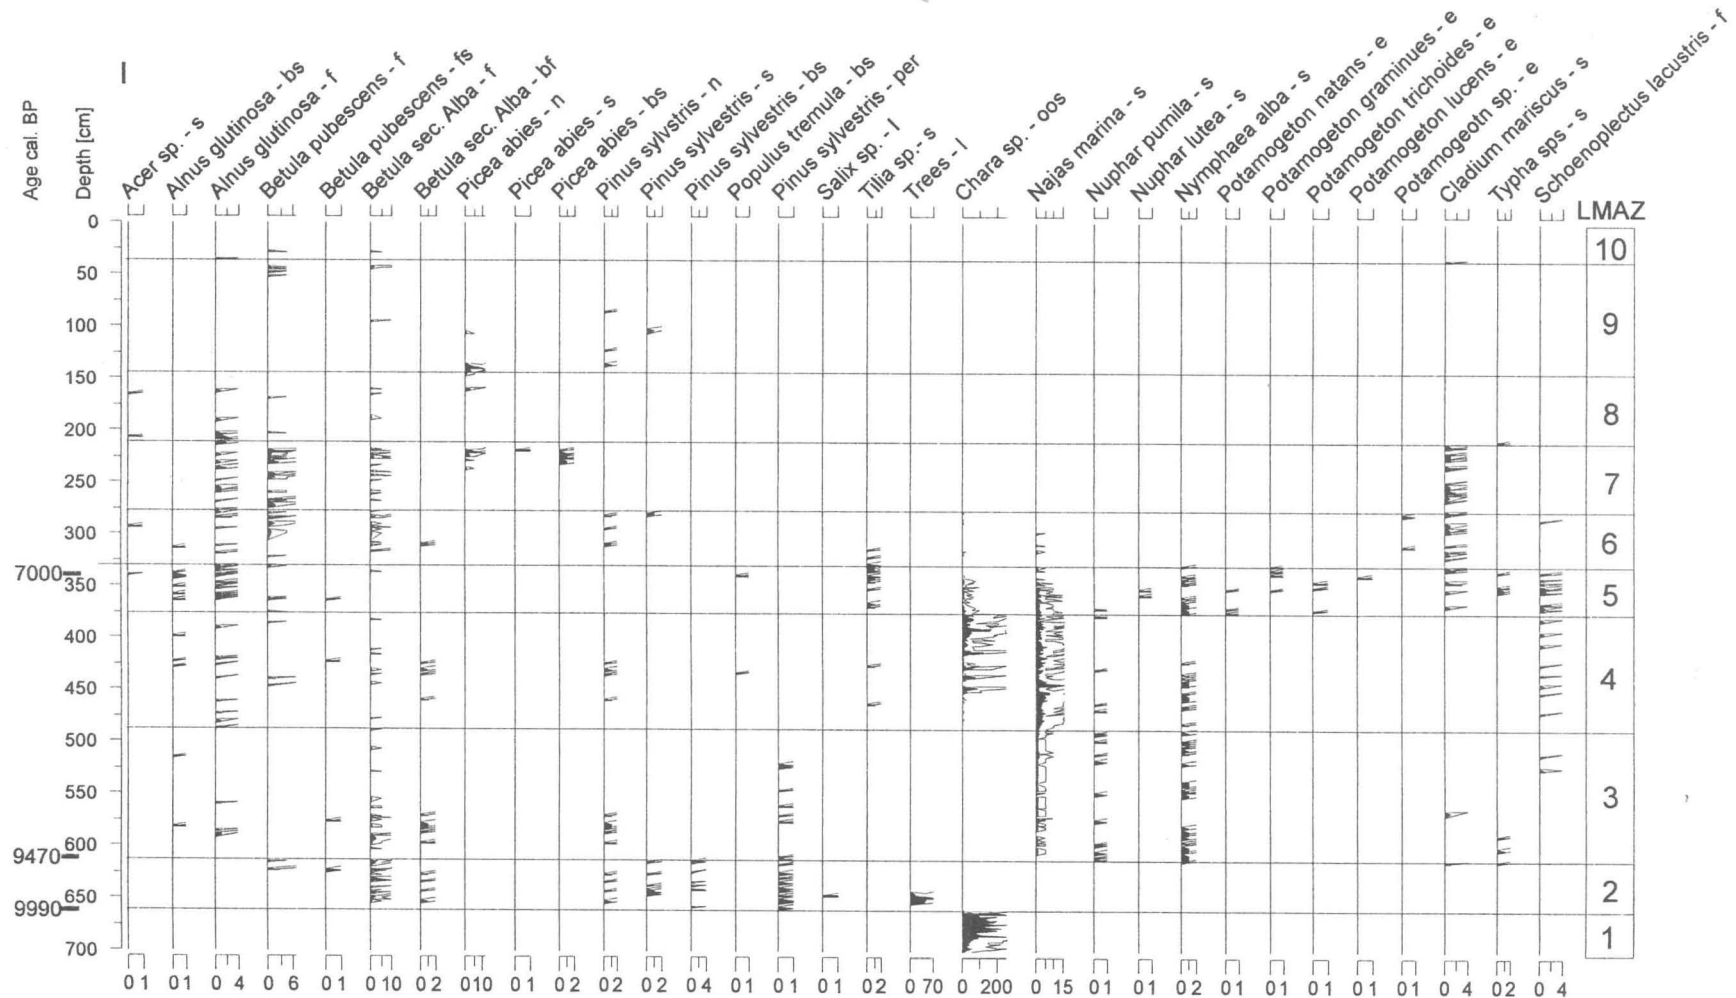 I
Age cal. BP
Depth [cm]
Acer sp. - s
Alnus glutinosa - bs
Alnus glutinosa - f
Betula pubescens - f
Betula pubescens - fs
Betula sec. Alba - f
Betula sec. Alba - bf
Picea abies - n
Picea abies - s
Picea abies - bs
Pinus sylvstris - n
Pinus sylvestris - s
Pinus sylvestris - bs
Populus tremula - bs
Pinus sylvestris - per
Salix sp. - l
Tilia sp.- s
Trees - l
Chara sp. - oos
Najas marina - s
Nuphar pumila - s
Nuphar lutea - s
Nymphaea alba - s
Potamogeton natans - e
Potamogeton graminues - e
Potamogeton trichoides - e
Potamogeton lucens - e
Potamogeotn sp. - e
Cladium mariscus - s
Typha sps - s
Schoenoplectus lacustris - f
LMAZ
0
10
50
100
9
150
8
200
250
7
300
6
7000
350
5
400
450
4
500
550
3
600
9470
650
2
9990
700
1
0 1 0 1 0 4 0 6 0 1 0 10 0 2 0 10 0 1 0 2 0 2 0 2 0 4 0 1 0 1 0 1 0 2 0 70 0 200 0 15 0 1 0 1 0 2 0 1 0 1 0 1 0 1 0 1 0 4 0 2 0 4